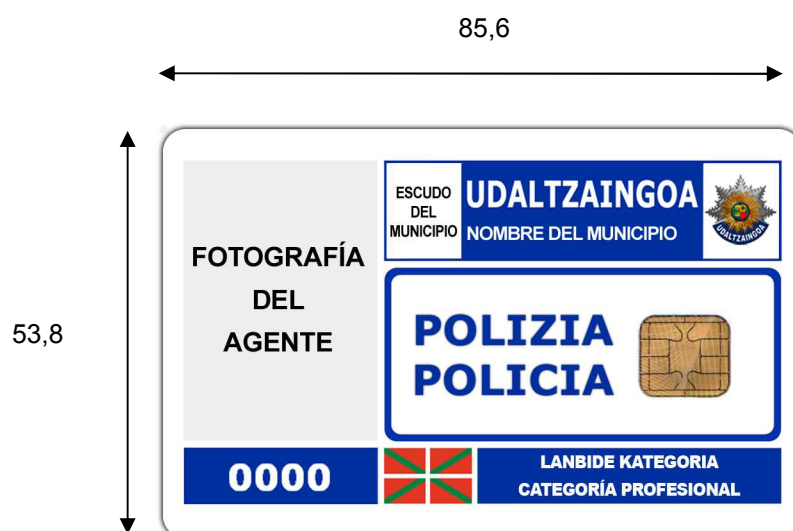 85,6
53,8
FOTOGRAFÍA
DEL
AGENTE
ESCUDO
DEL
MUNICIPIO
UDALTZAINGOA
NOMBRE DEL MUNICIPIO
UDALTZAINGOA
POLIZIA
POLICIA
0000
LANBIDE KATEGORIA
CATEGORÍA PROFESIONAL